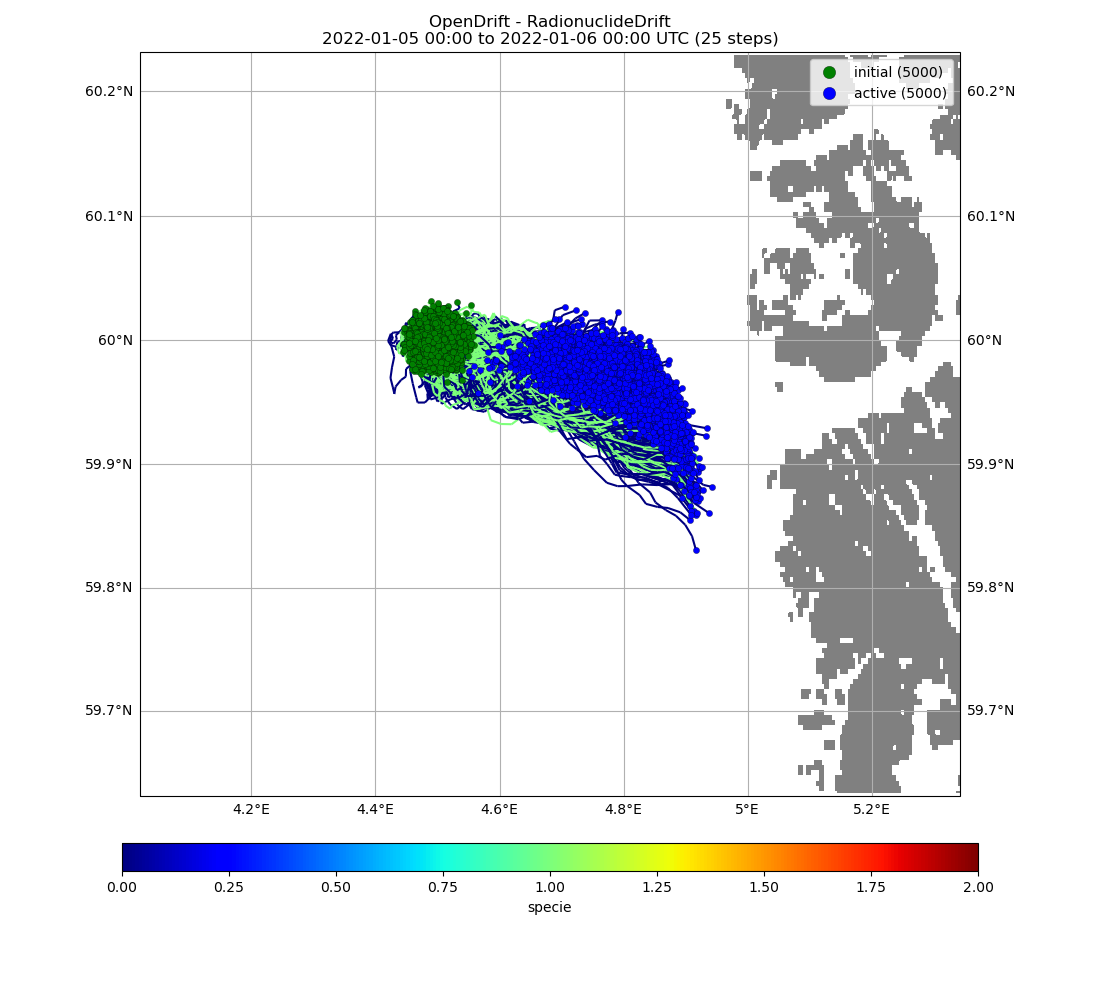 OpenDrift - RadionuclideDrift
2022-01-05 00:00 to 2022-01-06 00:00 UTC (25 steps)
initial (5000)
active (5000)
60.2°N 60.2°N
60.1°N 60.1°N
60°N 60°N
59.9°N 59.9°N
59.8°N 59.8°N
59.7°N 59.7°N
4.2°E 4.4°E 4.6°E 4.8°E 5°E 5.2°E
0.00 0.25 0.50 0.75 1.00 1.25 1.50 1.75 2.00
specie